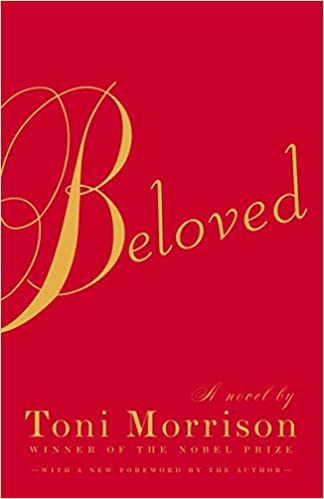 Beloved
A novel by
Toni Morrison
WINNER OF THE NOBEL PRIZE
—WITH A NEW FOREWORD BY THE AUTHOR—